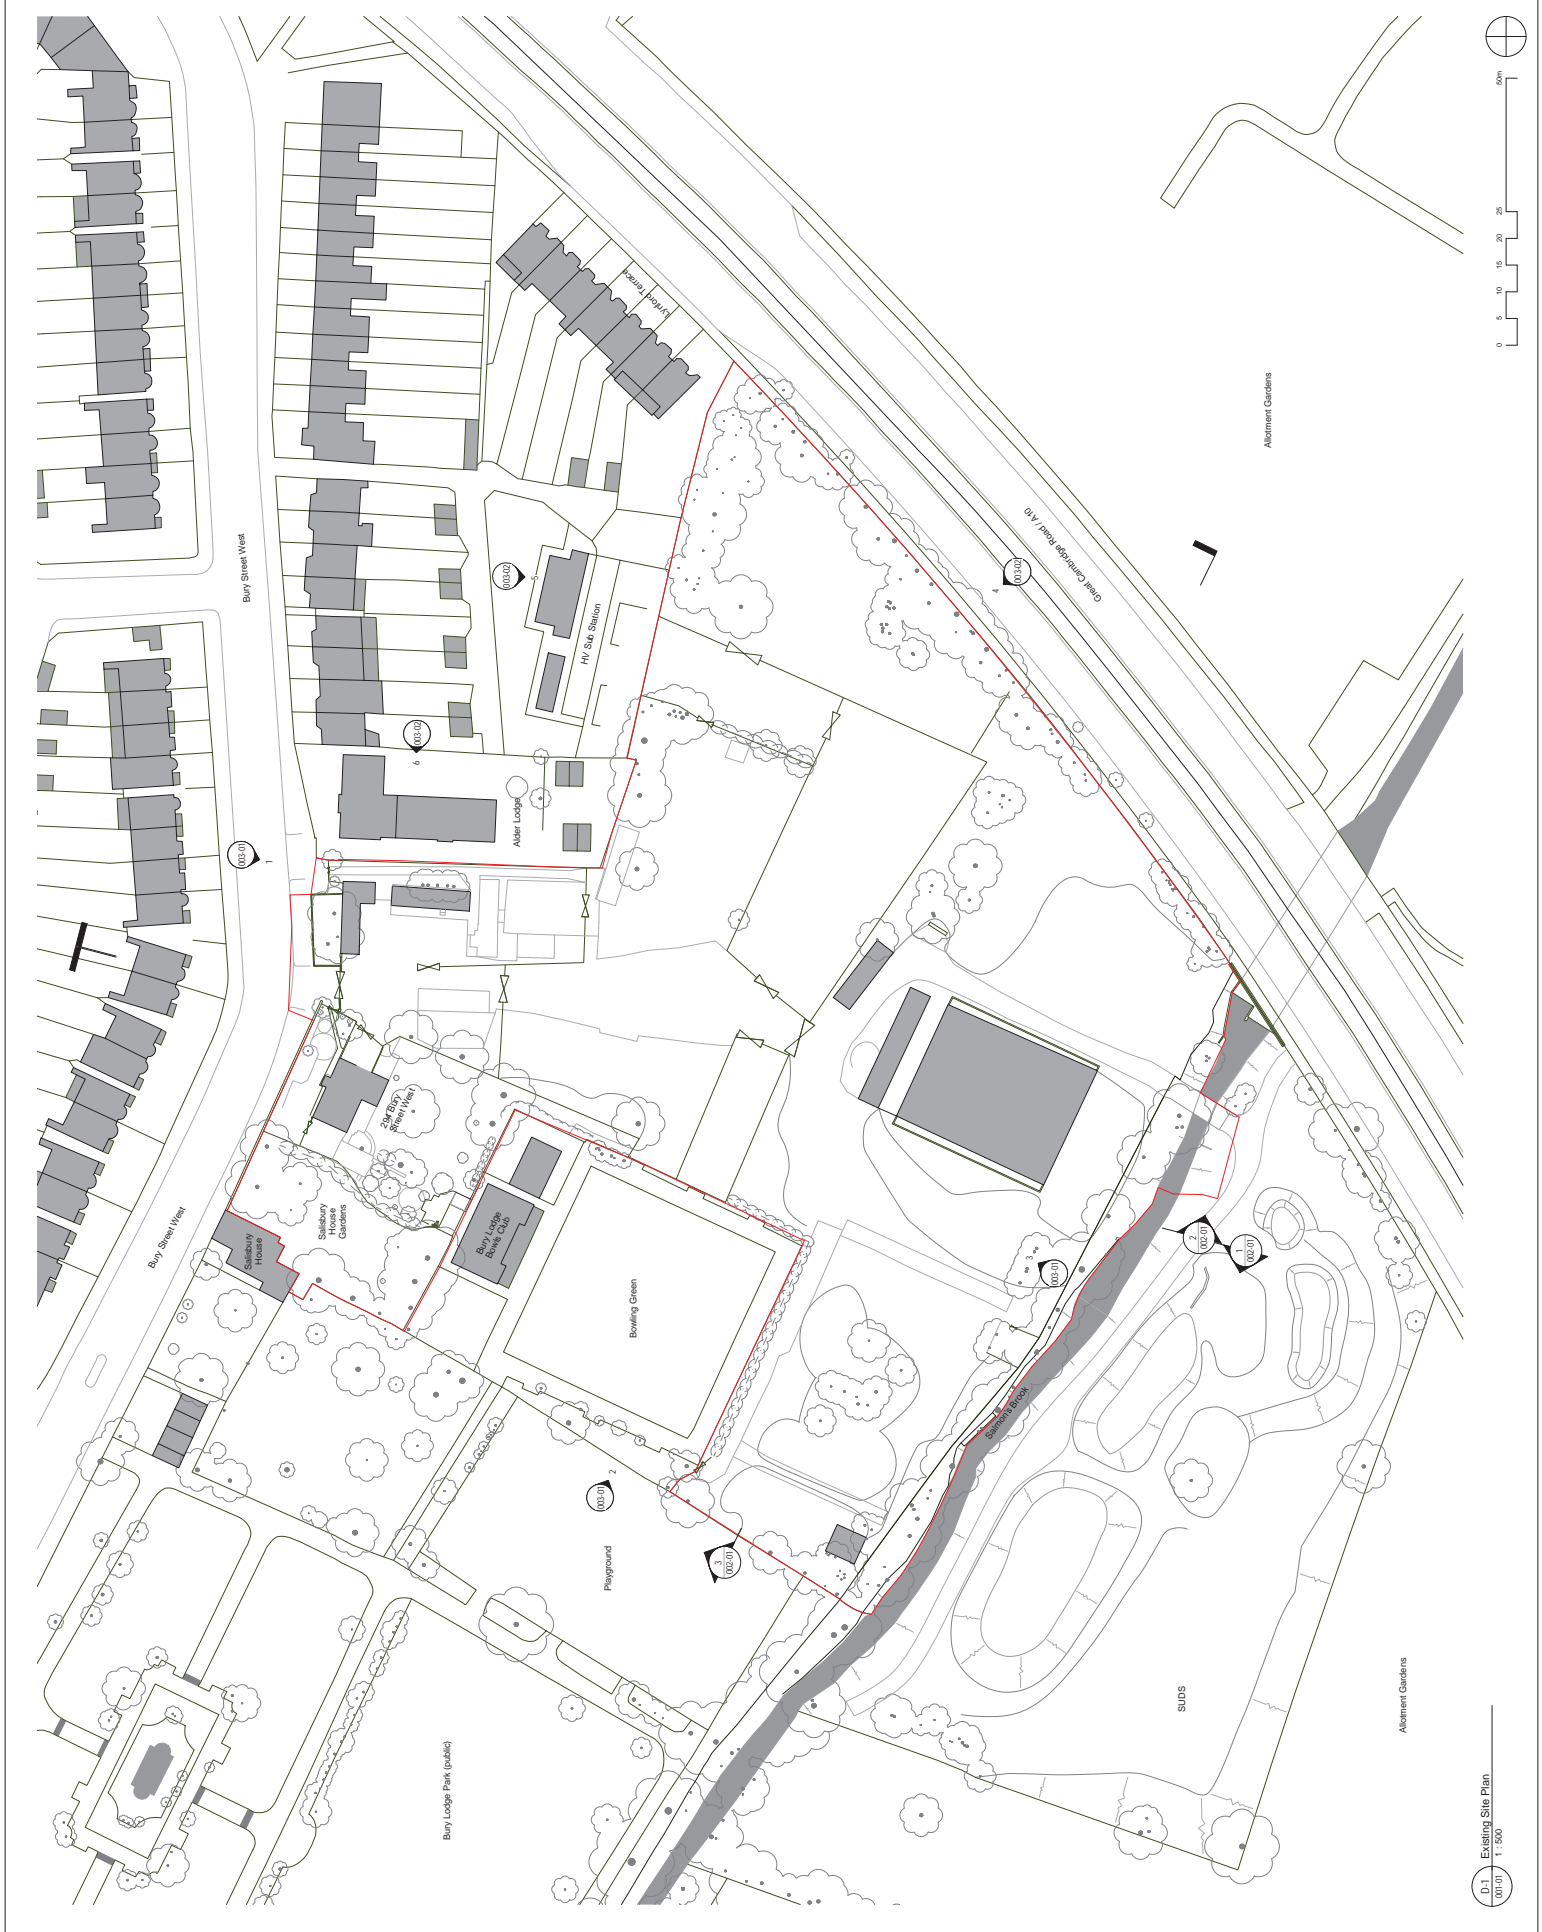 50m
25
20
15
10
5
0
Bury Street West
Lynford Terrace
Allotment Gardens
Great Cambridge Road / A10
003-02
5
HV Sub Station
003-02
4
003-02
6
Alder Lodge
003-01
1
294 Bury
Street West
Salisbury
House
Gardens
Salisbury
House
Bury Street West
Bury Lodge
Bowls Club
Bowling Green
2
002-01
1
002-01
3
003-01
Salmon's Brook
003-01
2
Playground
3
002-01
SUDS
Allotment Gardens
Bury Lodge Park (public)
D-1
001-01
Existing Site Plan
1 : 500